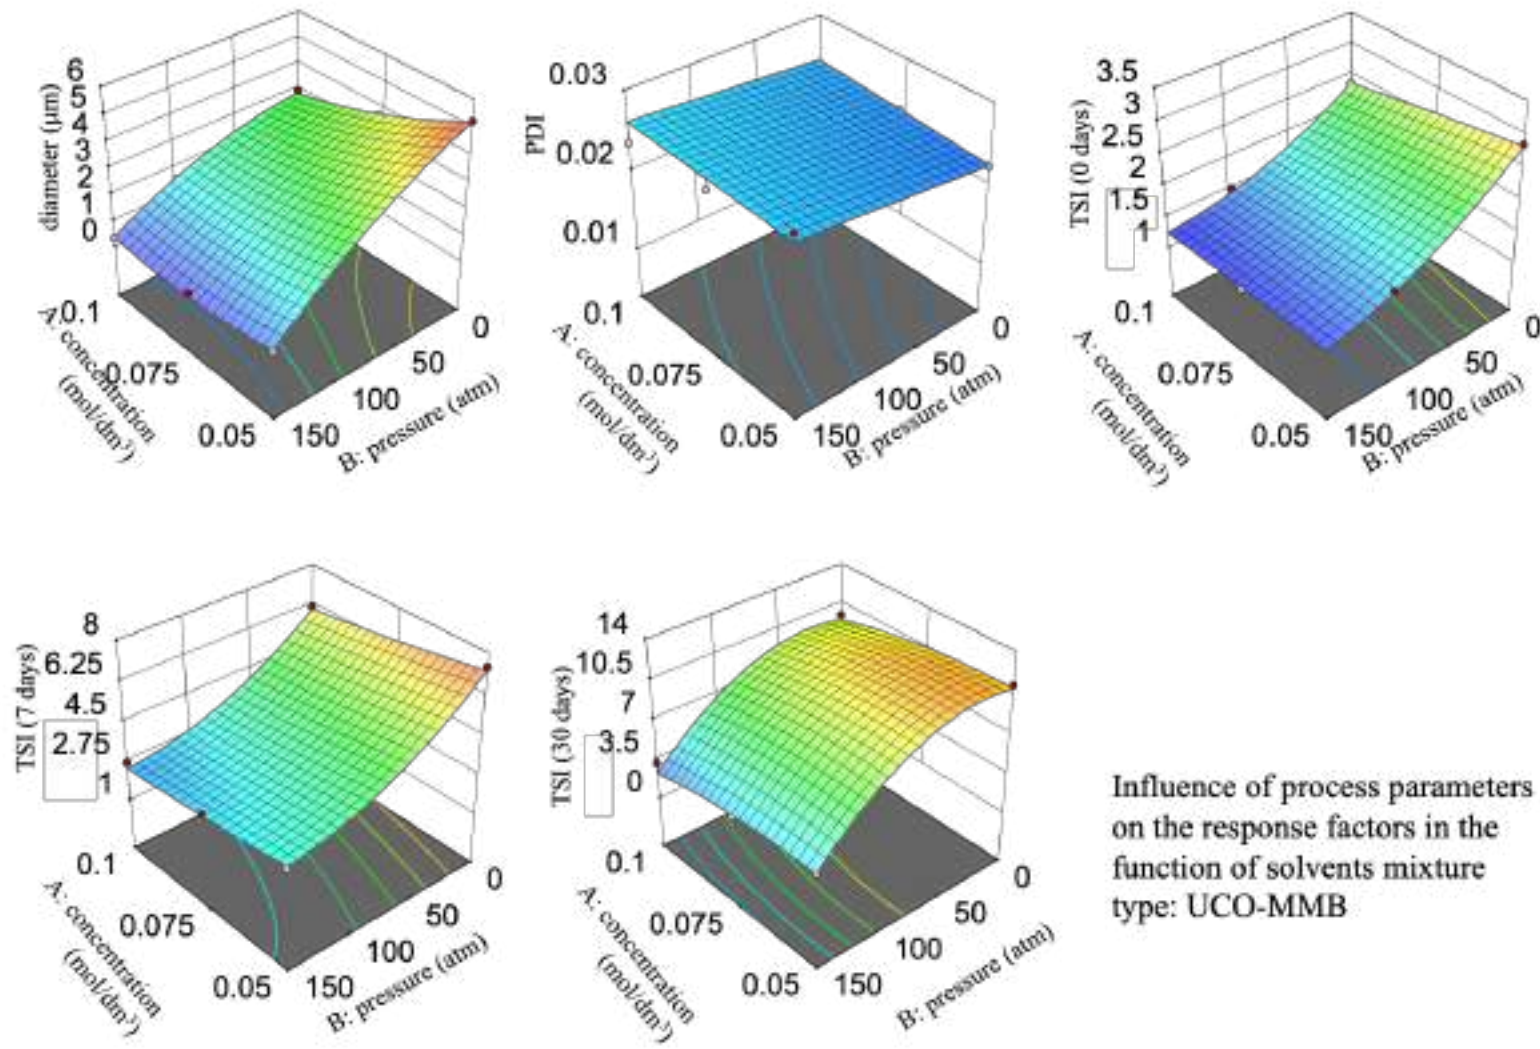 6
5
4
3
2
1
0
diameter (µm)
0.1
0.075
0.05
A: concentration
(mol/dm³)
150
100
50
0
B: pressure (atm)
0.03
0.02
0.01
PDI
0.1
0.075
0.05
A: concentration
(mol/dm³)
150
100
50
0
B: pressure (atm)
3.5
3
2.5
2
1.5
1
TSI (0 days)
0.1
0.075
0.05
A: concentration
(mol/dm³)
150
100
50
0
B: pressure (atm)
8
6.25
4.5
2.75
1
TSI (7 days)
0.1
0.075
0.05
A: concentration
(mol/dm³)
150
100
50
0
B: pressure (atm)
14
10.5
7
3.5
0
TSI (30 days)
0.1
0.075
0.05
A: concentration
(mol/dm³)
150
100
50
0
B: pressure (atm)
Influence of process parameters
on the response factors in the
function of solvents mixture
type: UCO-MMB